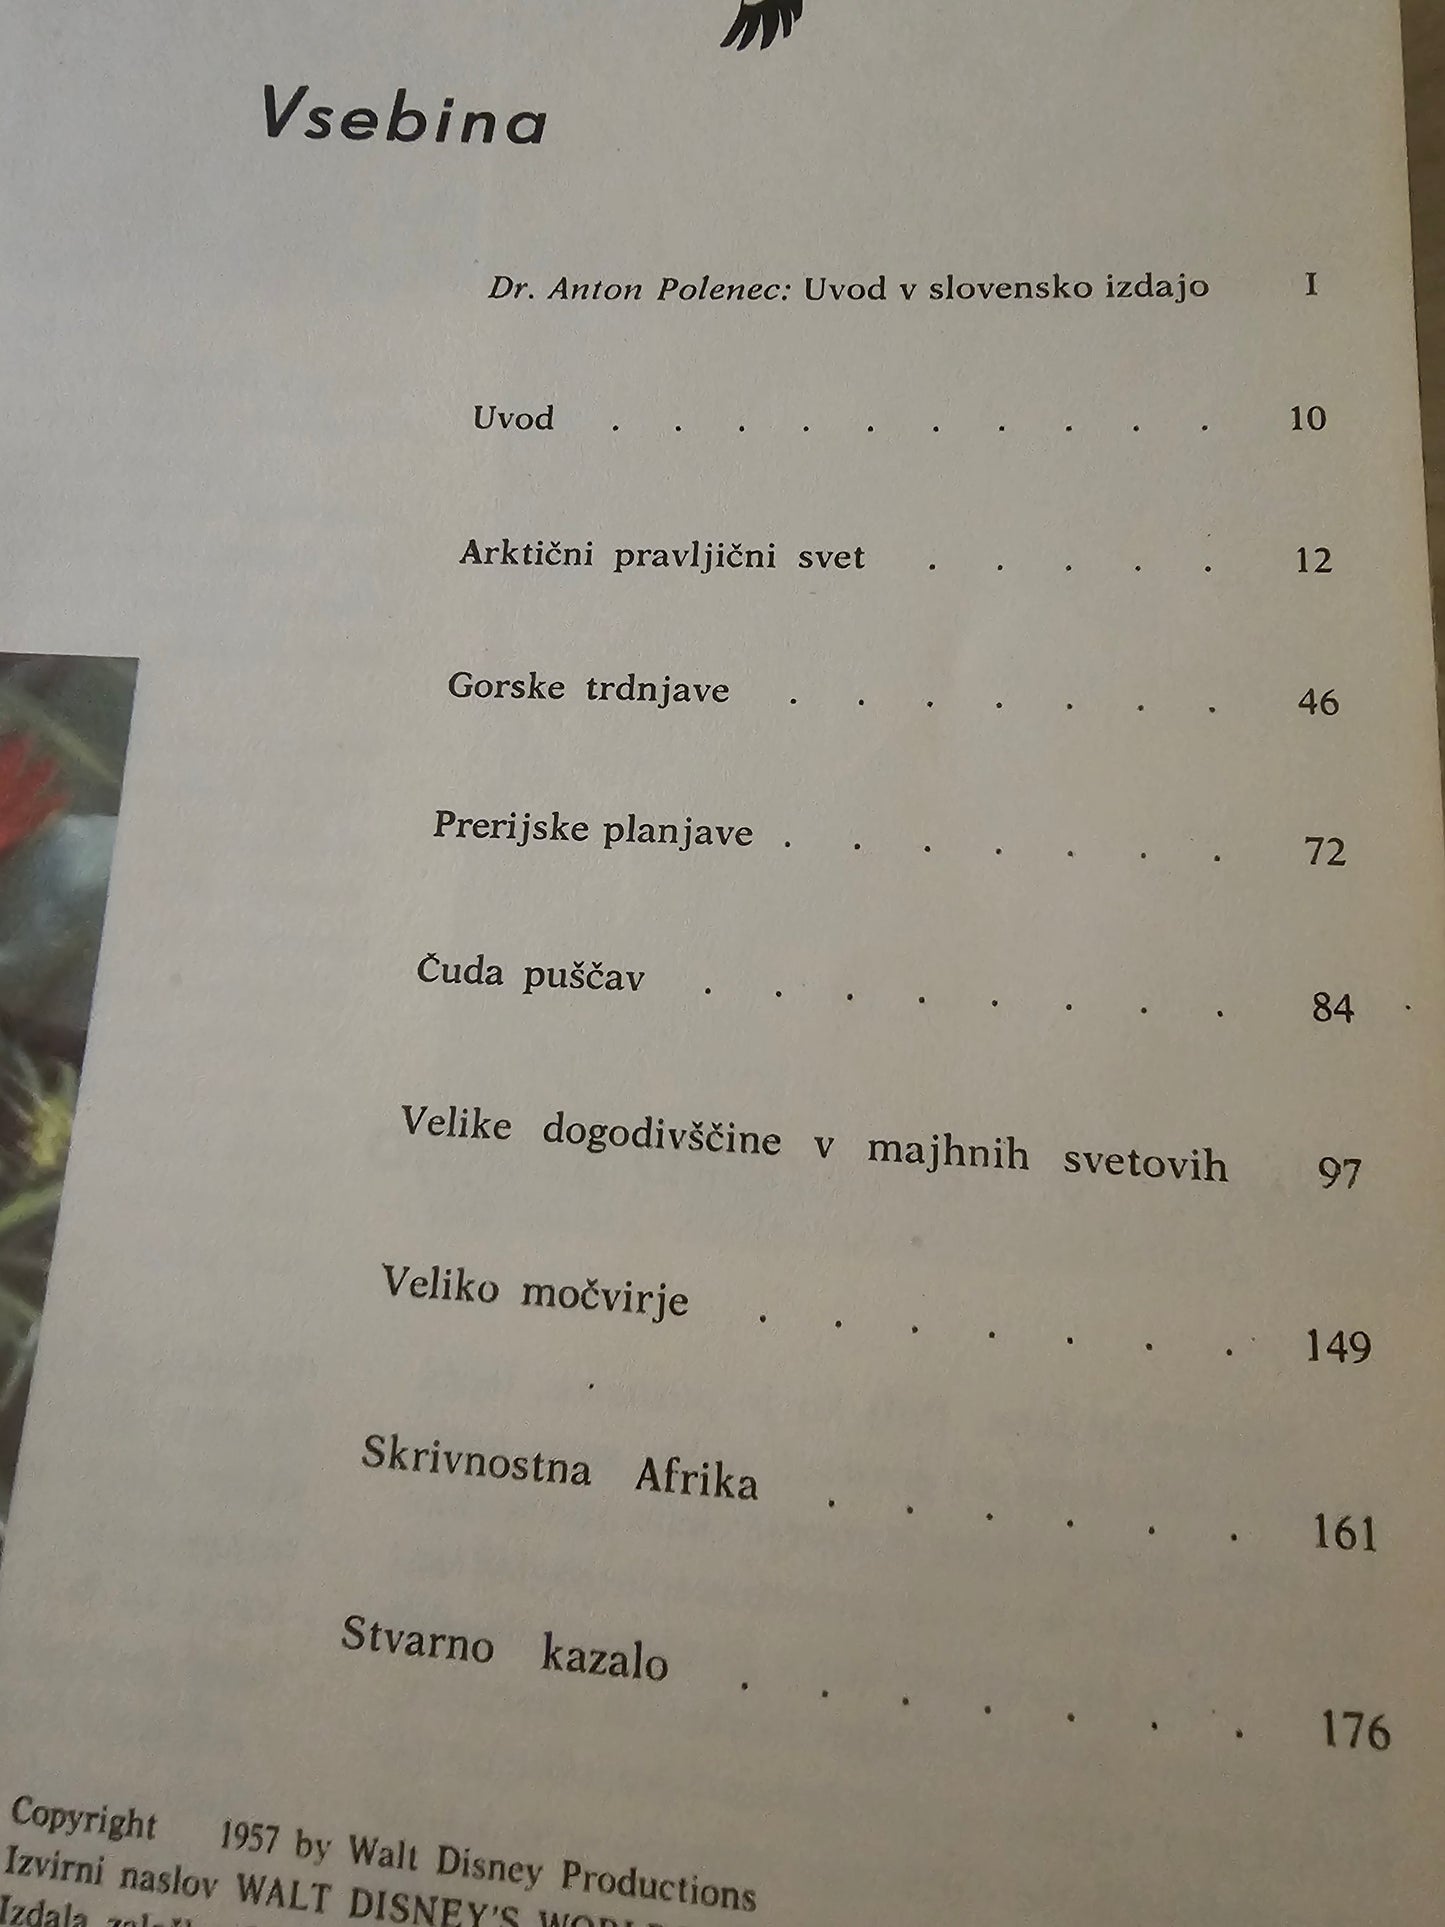 Vsebina
Dr. Anton Polenec: Uvod v slovensko izdajo I
Uvod . . . . . . . . . . 10
Arktični pravljični svet . . . . . 12
Gorske trdnjave . . . . . . . 46
Prerijske planjave . . . . . . . 72
Čuda puščav . . . . . . . . 84
Velike dogodivščine v majhnih svetovih 97
Veliko močvirje . . . . . . . 149
Skrivnostna Afrika . . . . . . 161
Stvarno kazalo . . . . . . . 176
Copyright 1957 by Walt Disney Productions
Izvirni naslov WALT DISNEY'S
Izdala